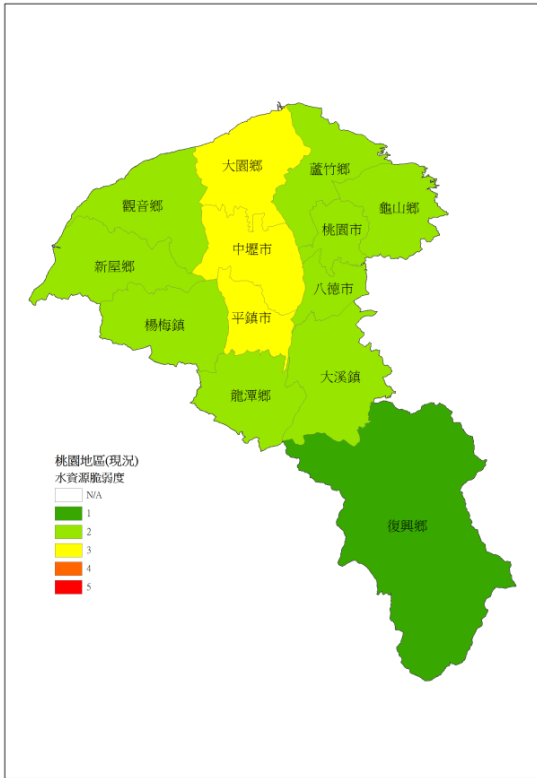 大園鄉
蘆竹鄉
觀音鄉
龜山鄉
桃園市
中壢市
新屋鄉
八德市
平鎮市
楊梅鎮
大溪鎮
龍潭鄉
復興鄉
桃園地區(現況)
水資源脆弱度
N/A
1
2
3
4
5